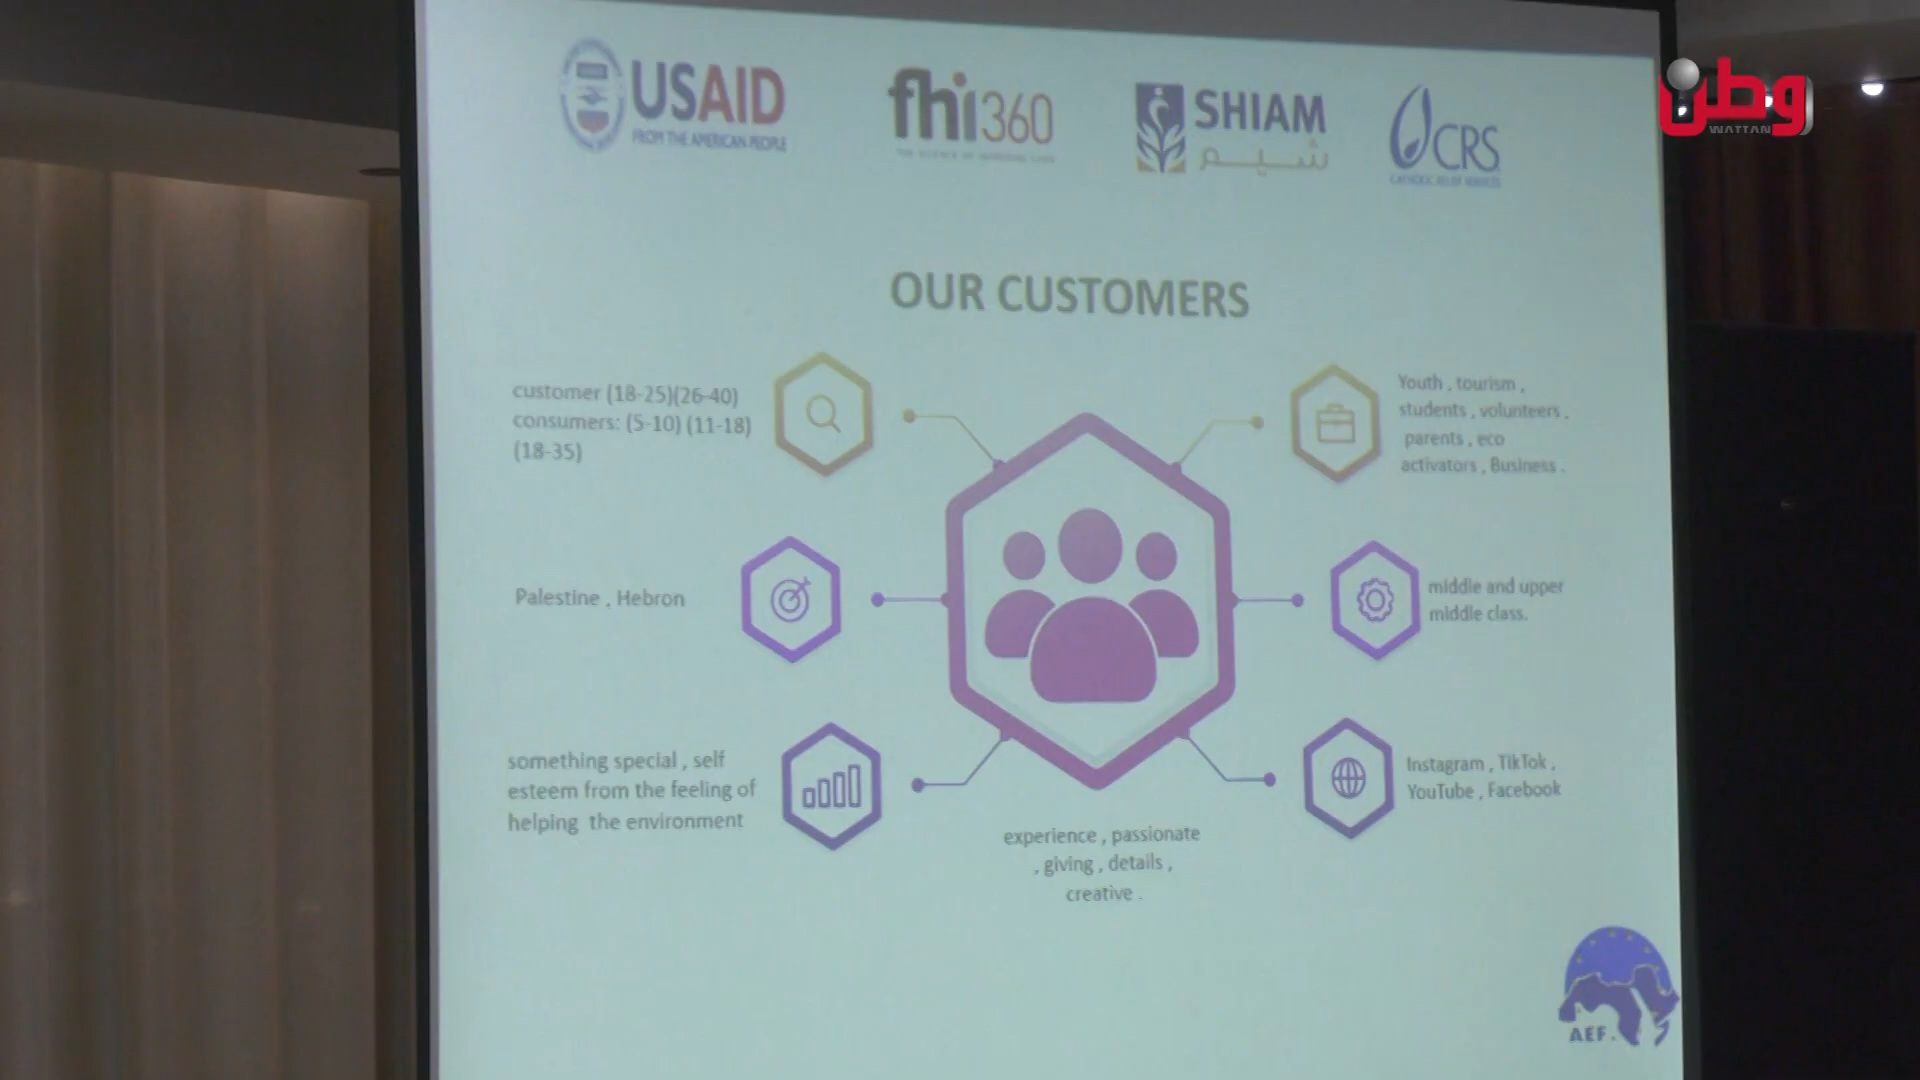 USAID
FROM THE AMERICAN PEOPLE
fhi360
SHIAM
شيم
CRS
CATHOLIC RELIEF SERVICES
وطن
WATTAN
OUR CUSTOMERS
customer (18-25)(26-40)
consumers: (5-10) (11-18)
(18-35)
Youth , tourism ,
students , volunteers ,
parents , eco
activators , Business .
Palestine , Hebron
middle and upper
middle class.
something special , self
esteem from the feeling of
helping the environment
Instagram , TikTok ,
YouTube , Facebook
experience , passionate
, giving , details ,
creative .
AEF